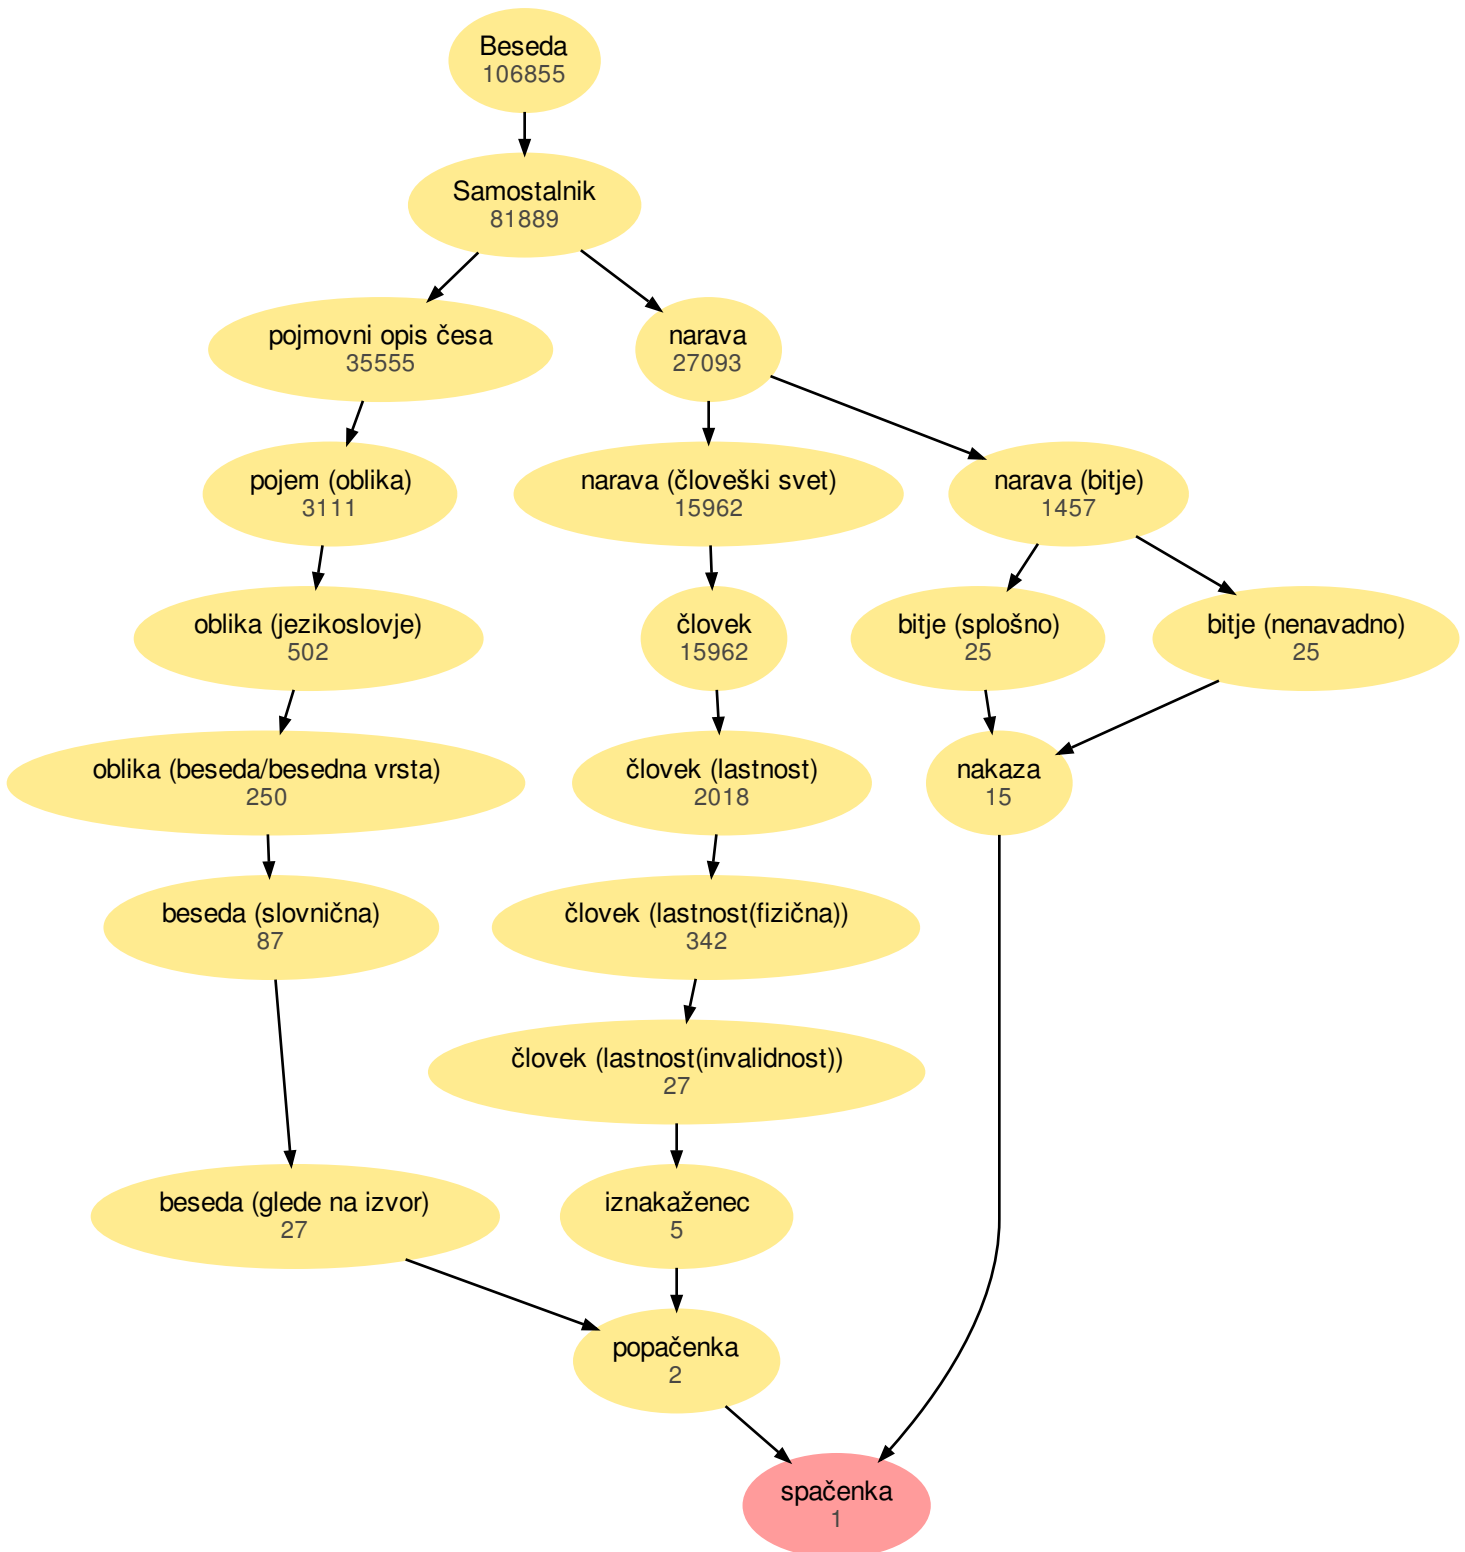 Beseda
106855
Samostalnik
81889
pojmovni opis česa
35555
narava
27093
pojem (oblika)
3111
narava (človeški svet)
15962
narava (bitje)
1457
oblika (jezikoslovje)
502
človek
15962
bitje (splošno)
25
bitje (nenavadno)
25
oblika (beseda/besedna vrsta)
250
človek (lastnost)
2018
nakaza
15
beseda (slovnična)
87
človek (lastnost(fizična))
342
človek (lastnost(invalidnost))
27
beseda (glede na izvor)
27
iznakaženec
5
popačenka
2
spačenka
1